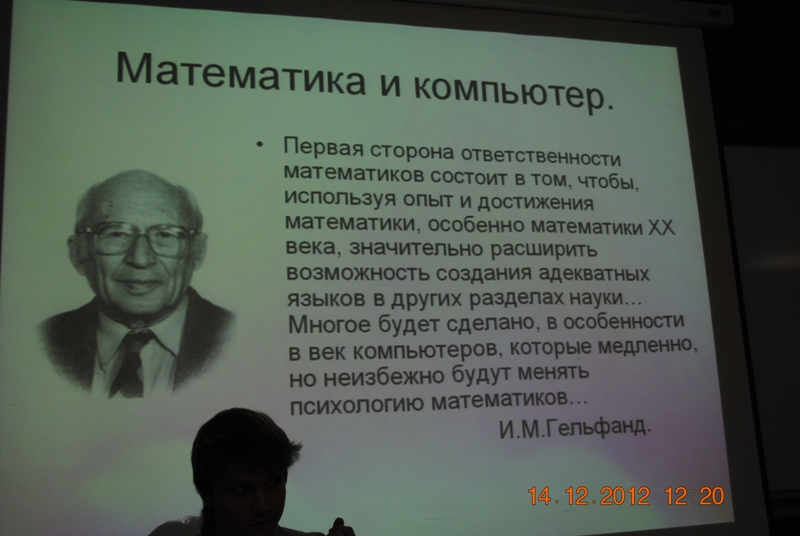 Математика и компьютер.
• Первая сторона ответственности
математиков состоит в том, чтобы,
используя опыт и достижения
математики, особенно математики XX
века, значительно расширить
возможность создания адекватных
языков в других разделах науки...
Многое будет сделано, в особенности
в век компьютеров, которые медленно,
но неизбежно будут менять
психологию математиков...
И.М.Гельфанд.
14.12.2012 12:20